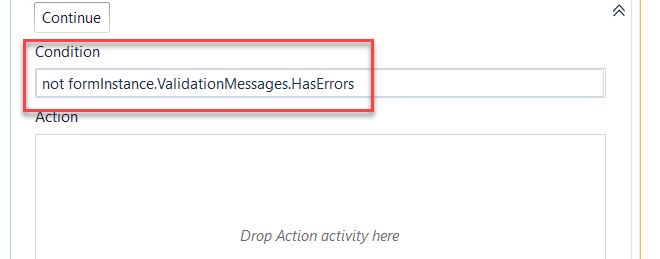 Continue
Condition
not formInstance.ValidationMessages.HasErrors
Action
Drop Action activity here